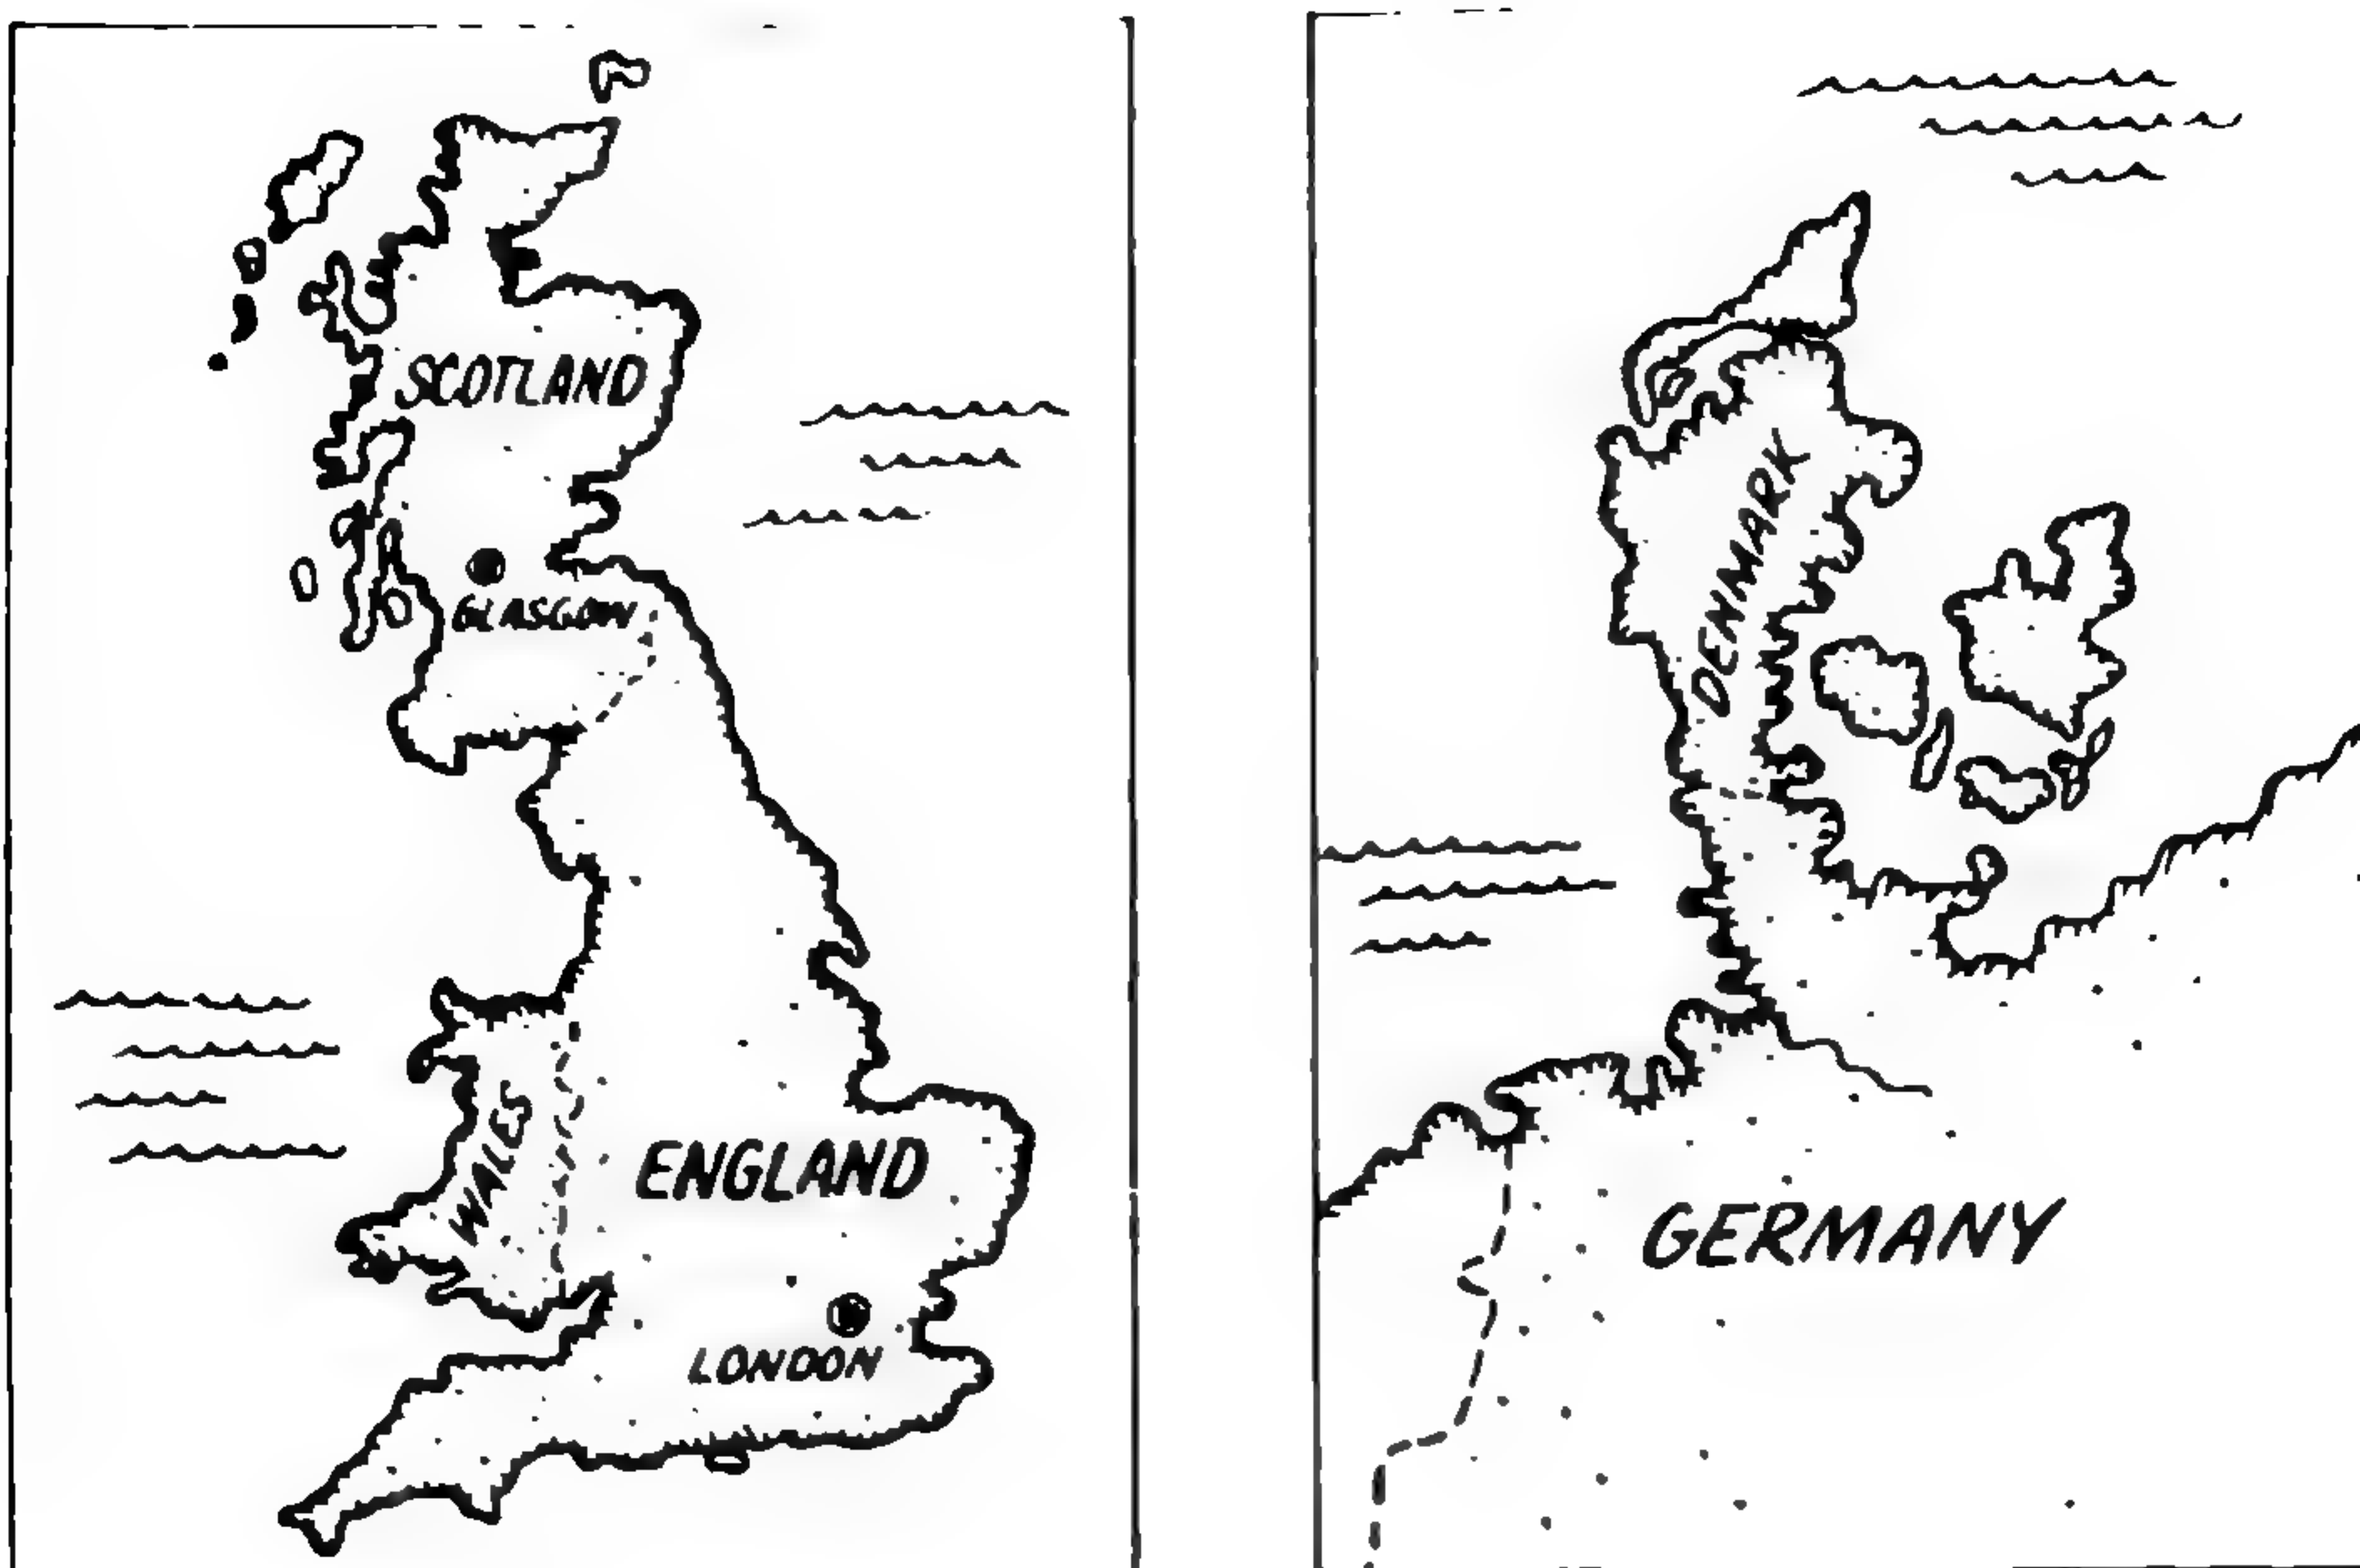 SCOTLAND
GLASGOW
WALES
ENGLAND
LONDON
DENMARK
GERMANY